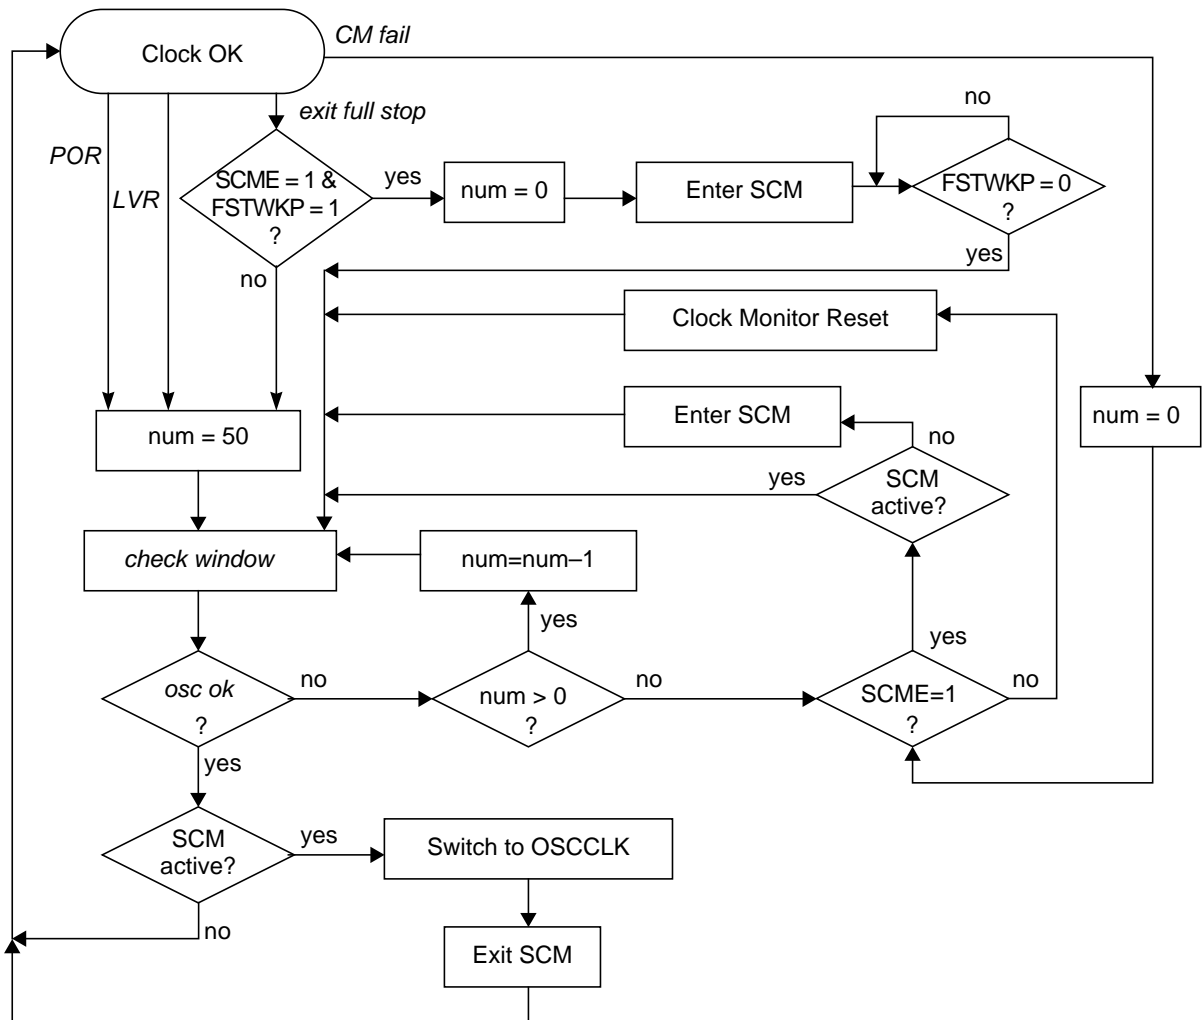 CM fail
Clock OK
exit full stop
no
POR
LVR
SCME = 1 &
FSTWKP = 1
?
yes
num = 0
Enter SCM
FSTWKP = 0
?
no
yes
Clock Monitor Reset
Enter SCM
num = 0
num = 50
no
yes
SCM
active?
check window
num=num–1
yes
yes
osc ok
?
no
num > 0
?
no
SCME=1
?
no
yes
SCM
active?
yes
Switch to OSCCLK
no
Exit SCM